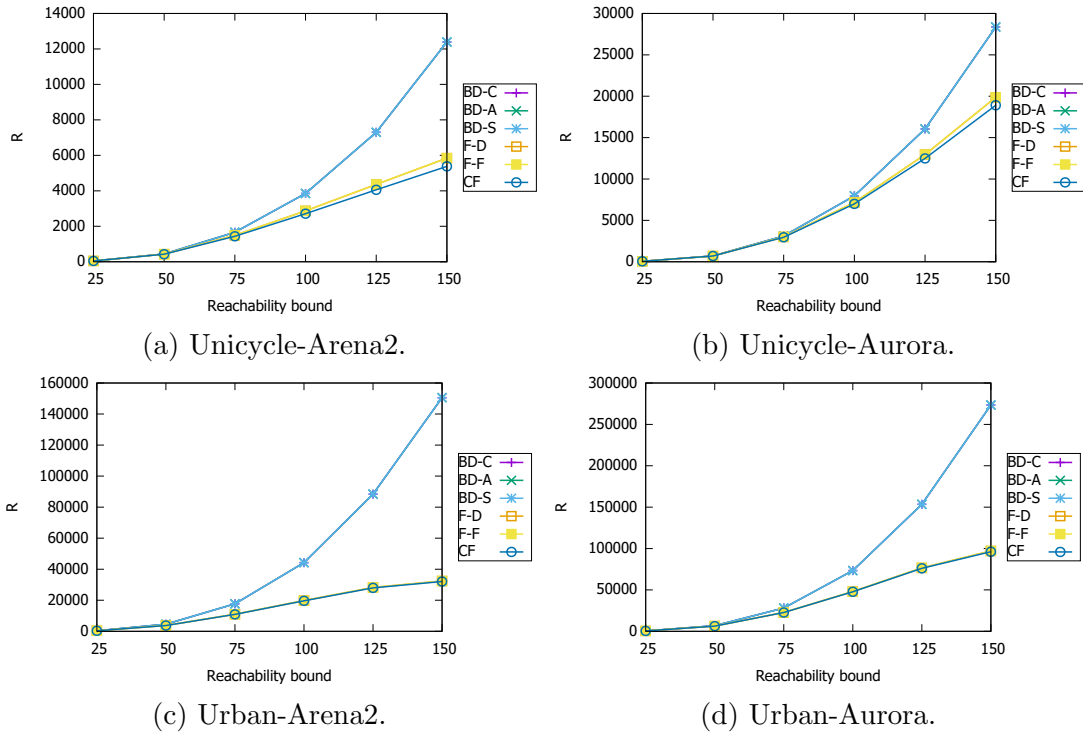 14000
12000
10000
8000
6000
4000
2000
0
R
25 50 75 100 125 150
Reachability bound
BD-C
BD-A
BD-S
F-D
F-F
CF
(a) Unicycle-Arena2.
30000
25000
20000
15000
10000
5000
0
R
25 50 75 100 125 150
Reachability bound
BD-C
BD-A
BD-S
F-D
F-F
CF
(b) Unicycle-Aurora.
160000
140000
120000
100000
80000
60000
40000
20000
0
R
25 50 75 100 125 150
Reachability bound
BD-C
BD-A
BD-S
F-D
F-F
CF
(c) Urban-Arena2.
300000
250000
200000
150000
100000
50000
0
R
25 50 75 100 125 150
Reachability bound
BD-C
BD-A
BD-S
F-D
F-F
CF
(d) Urban-Aurora.